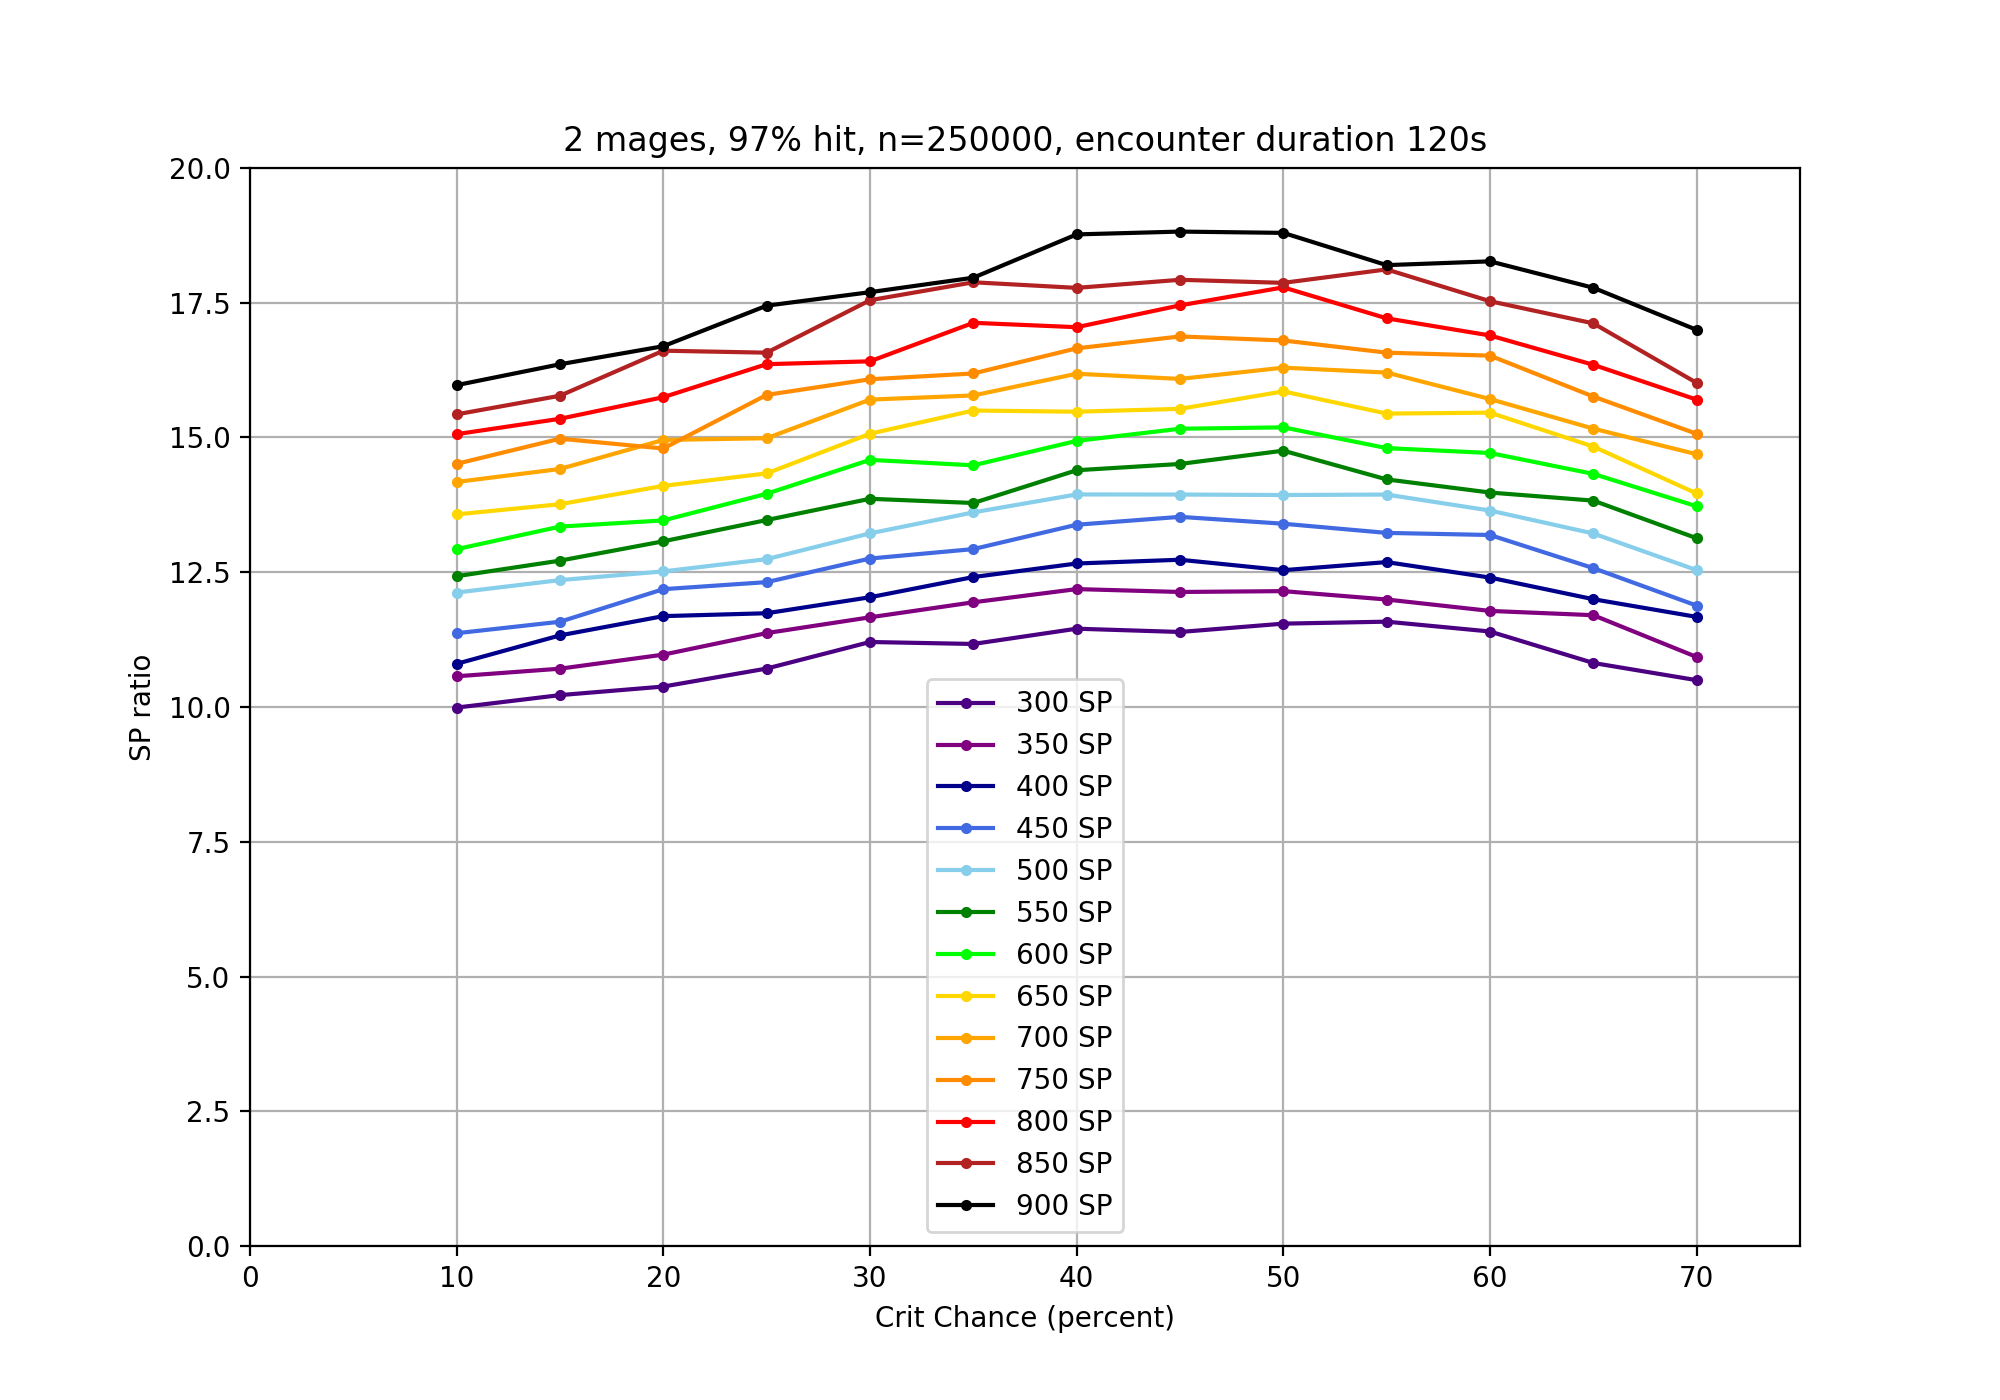 2 mages, 97% hit, n=250000, encounter duration 120s
20.0
17.5
15.0
12.5
10.0
7.5
5.0
2.5
0.0
SP ratio
300 SP
350 SP
400 SP
450 SP
500 SP
550 SP
600 SP
650 SP
700 SP
750 SP
800 SP
850 SP
900 SP
0 10 20 30 40 50 60 70
Crit Chance (percent)